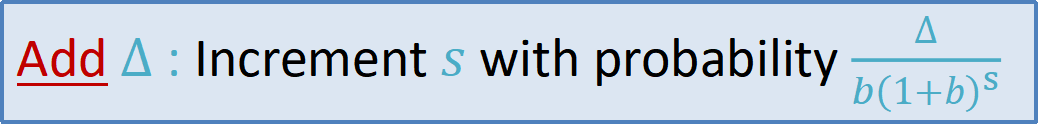 Add Δ : Increment s with probability Δ/b(1+b)^s